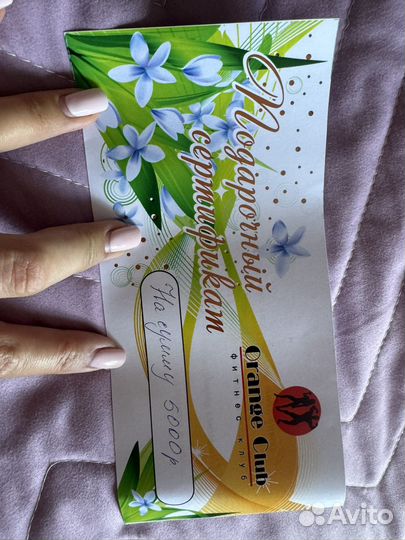 Подарочный
сертификат
Orange Club
фитнес клуб
На сумму 5000р
Avito